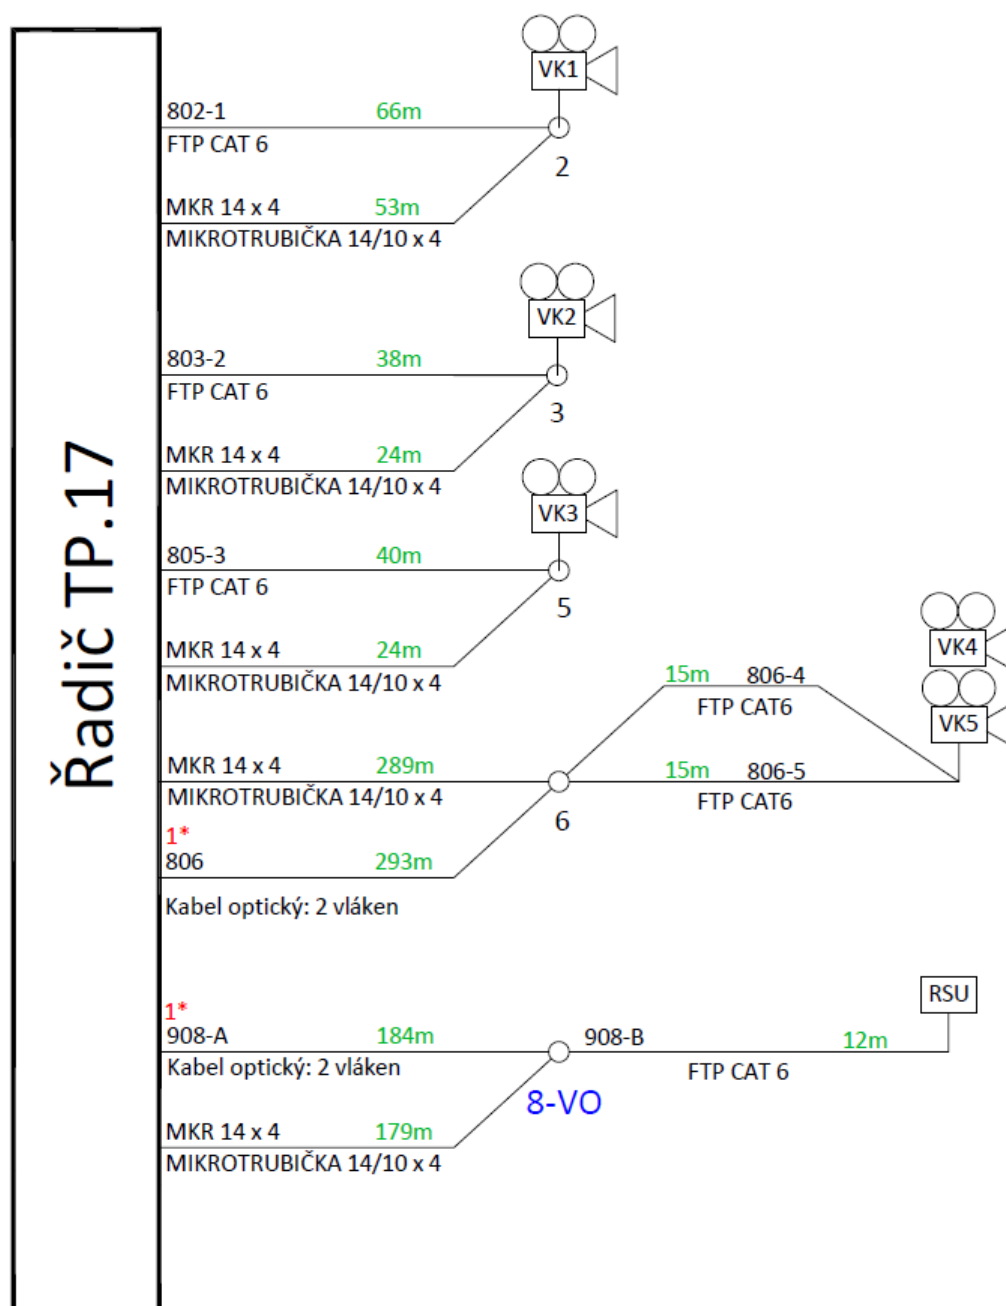 VK1
802-1 66m
FTP CAT 6
2
MKR 14 x 4 53m
MIKROTRUBIČKA 14/10 x 4
VK2
803-2 38m
FTP CAT 6
3
MKR 14 x 4 24m
MIKROTRUBIČKA 14/10 x 4
VK3
805-3 40m
FTP CAT 6
5
MKR 14 x 4 24m
MIKROTRUBIČKA 14/10 x 4
VK4
15m 806-4
FTP CAT6
VK5
MKR 14 x 4 289m
MIKROTRUBIČKA 14/10 x 4
15m 806-5
FTP CAT6
6
1*
806 293m
Kabel optický: 2 vláken
RSU
1*
908-A 184m
Kabel optický: 2 vláken
908-B 12m
FTP CAT 6
8-VO
MKR 14 x 4 179m
MIKROTRUBIČKA 14/10 x 4
Řadič TP.17